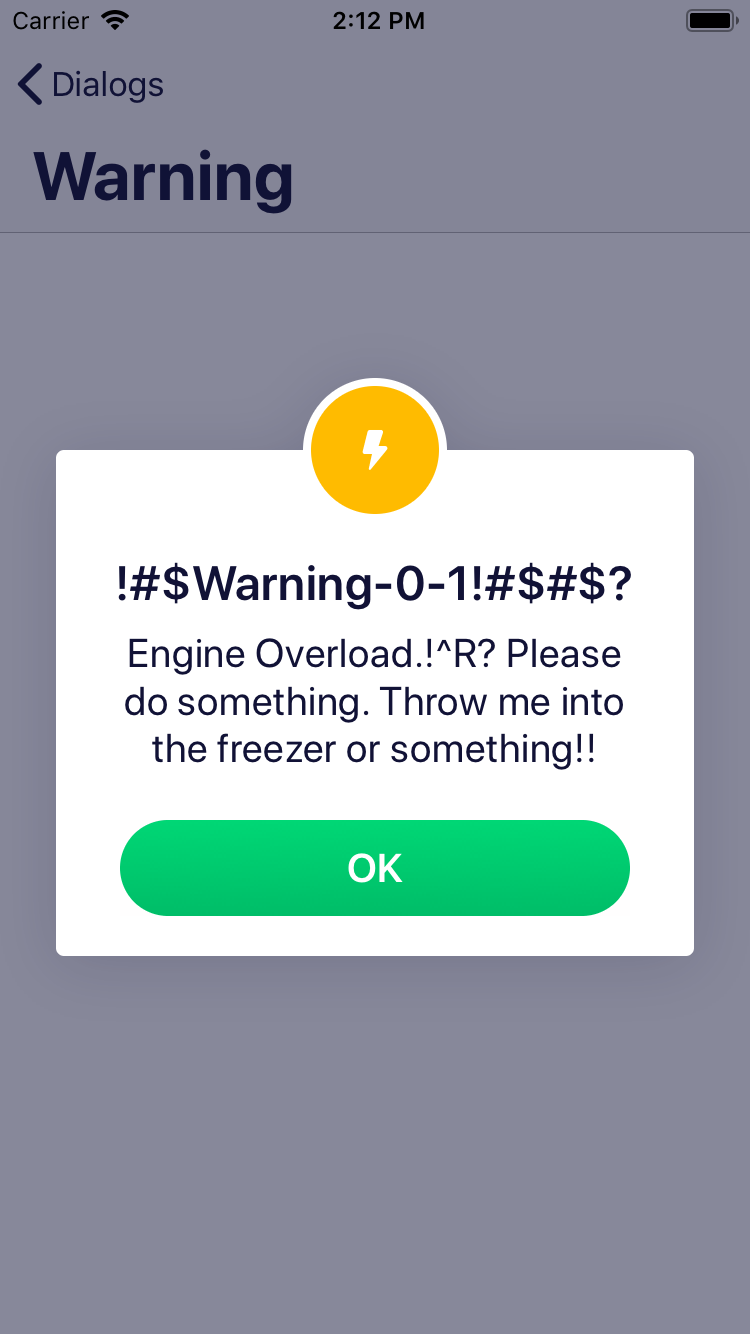 Carrier 2:12 PM
Dialogs
Warning
!#$Warning-0-1!#$#$?
Engine Overload.!^R? Please
do something. Throw me into
the freezer or something!!
OK